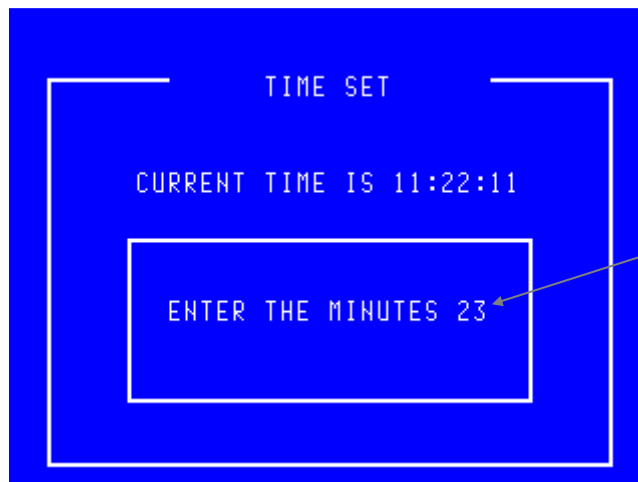 TIME SET
CURRENT TIME IS 11:22:11
ENTER THE MINUTES 23